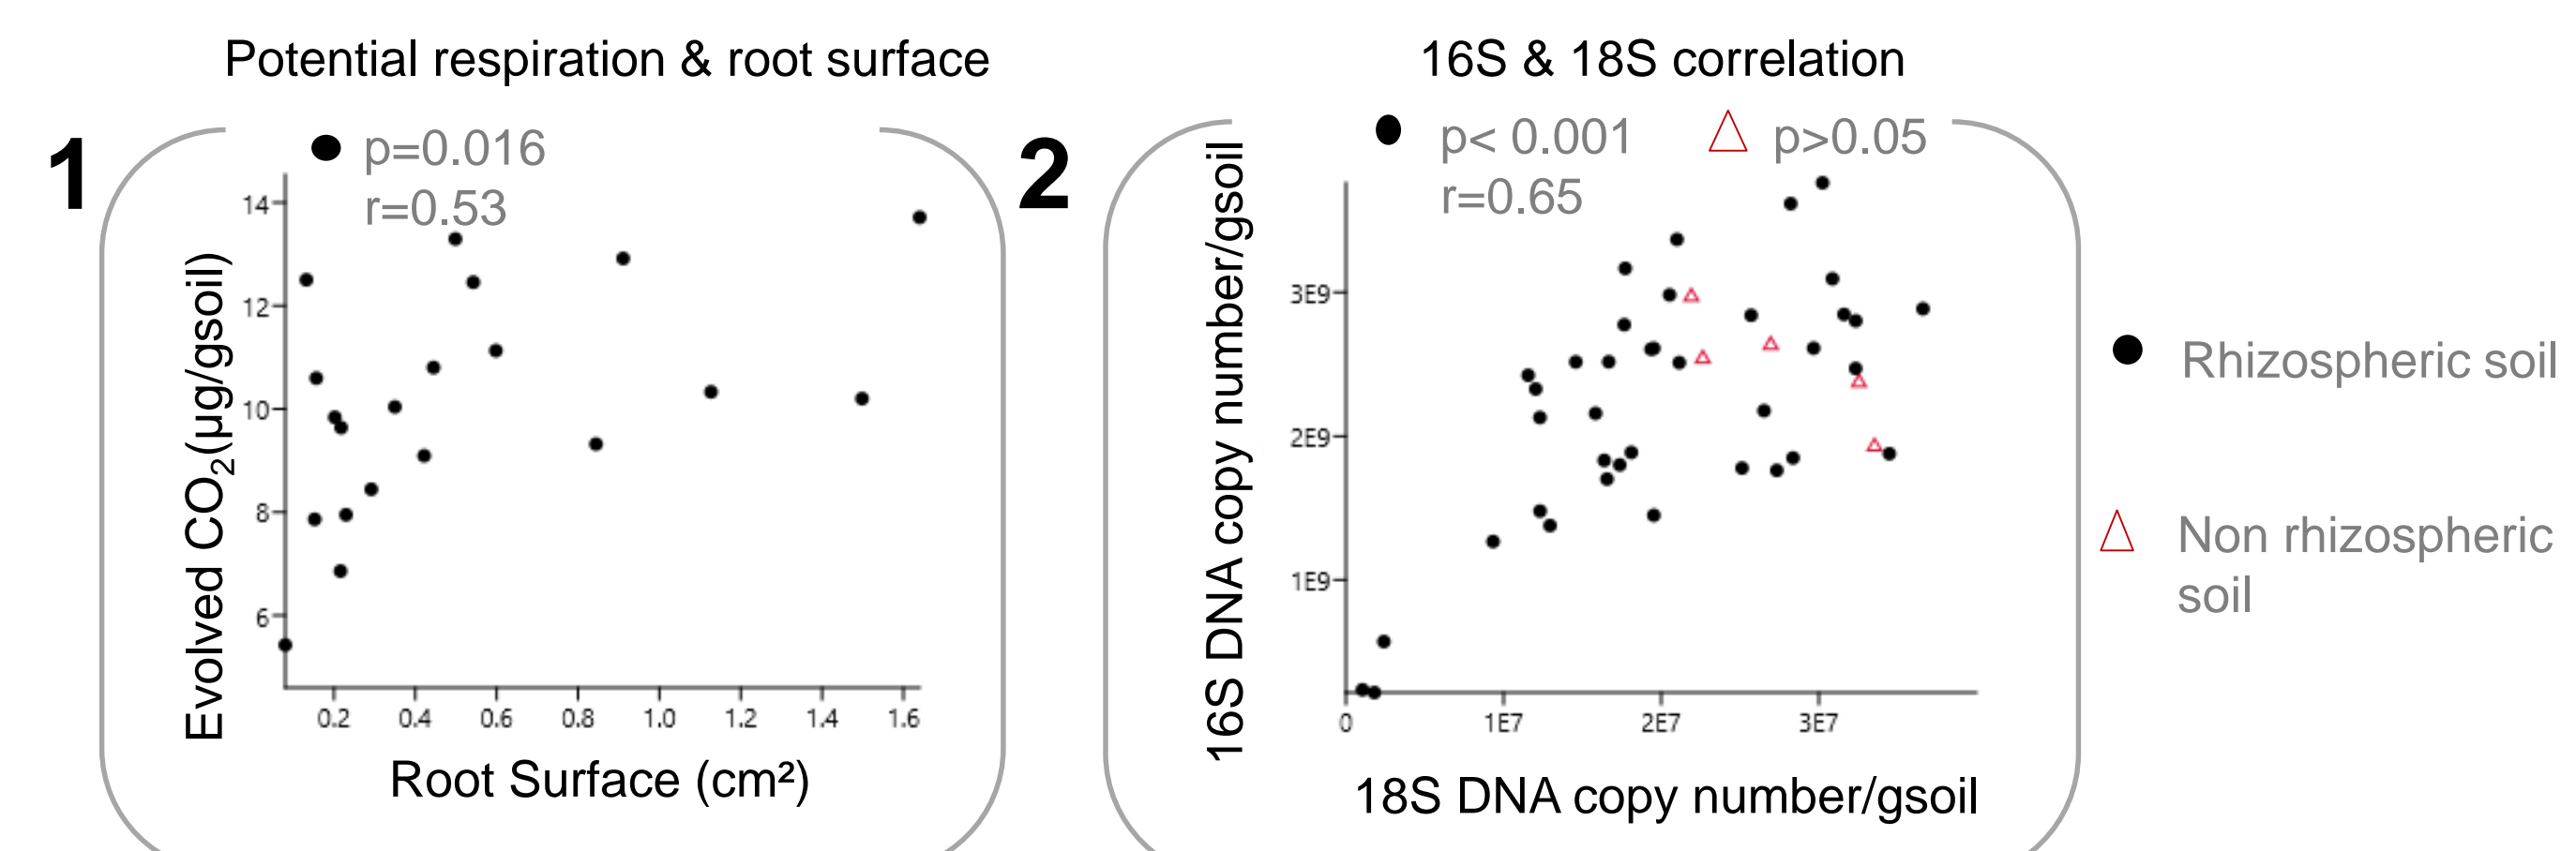 Potential respiration & root surface
1
p=0.016
r=0.53
Evolved CO₂(µg/gsoil)
14
12
10
8
6
0.2 0.4 0.6 0.8 1.0 1.2 1.4 1.6
Root Surface (cm²)
16S & 18S correlation
2
p< 0.001
r=0.65
p>0.05
16S DNA copy number/gsoil
3E9
2E9
1E9
0 1E7 2E7 3E7
18S DNA copy number/gsoil
Rhizospheric soil
Non rhizospheric
soil